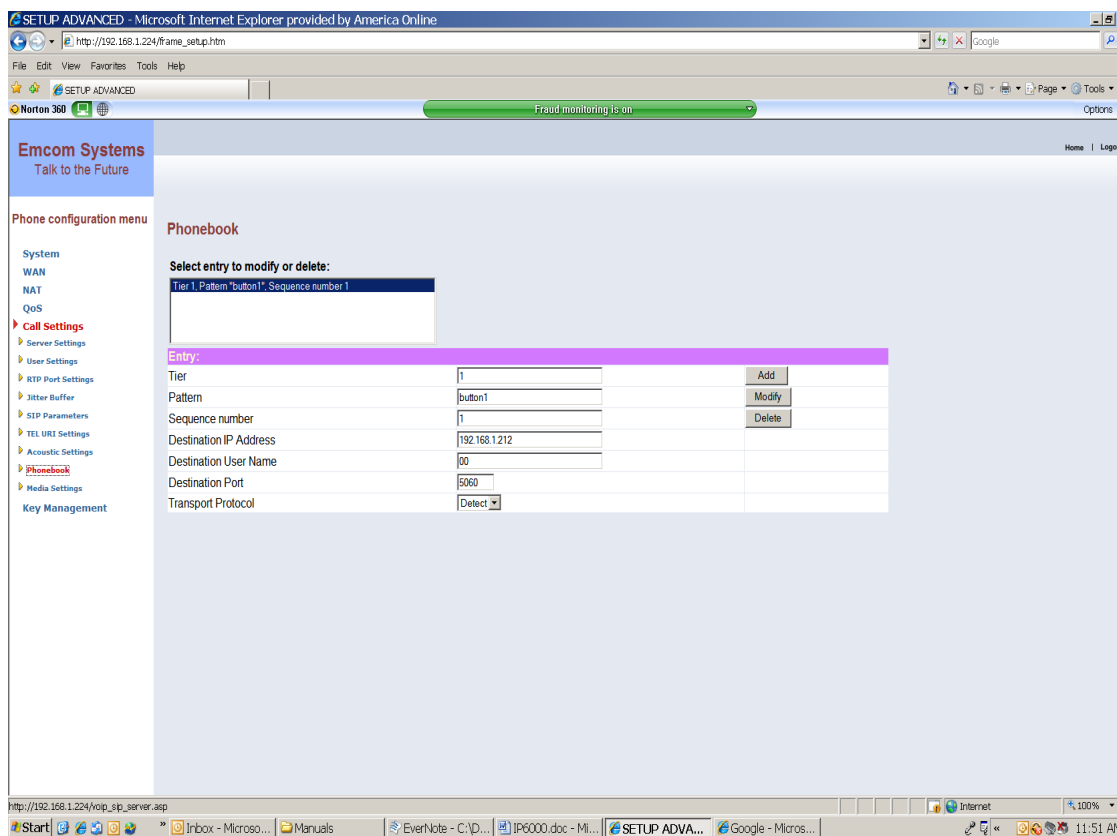 SETUP ADVANCED - Microsoft Internet Explorer provided by America Online
http://192.168.1.224/frame_setup.htm
Google
File Edit View Favorites Tools Help
SETUP ADVANCED
Page Tools
Norton 360
Fraud monitoring is on
Options
Emcom Systems
Talk to the Future
Home | Logo
Phone configuration menu
System
WAN
NAT
QoS
Call Settings
Server Settings
User Settings
RTP Port Settings
Jitter Buffer
SIP Parameters
TEL URI Settings
Acoustic Settings
Phonebook
Media Settings
Key Management
Phonebook
Select entry to modify or delete:
Tier 1, Pattern "button1", Sequence number 1
Entry:
Tier 1 Add
Pattern button1 Modify
Sequence number 1 Delete
Destination IP Address 192.168.1.212
Destination User Name 00
Destination Port 5060
Transport Protocol Detect
http://192.168.1.224/voip_sip_server.asp
Internet 100%
Start » Inbox - Microso... Manuals EverNote - C:\D... IP6000.doc - Mi... SETUP ADVA... Google - Micros... « 11:51 AM